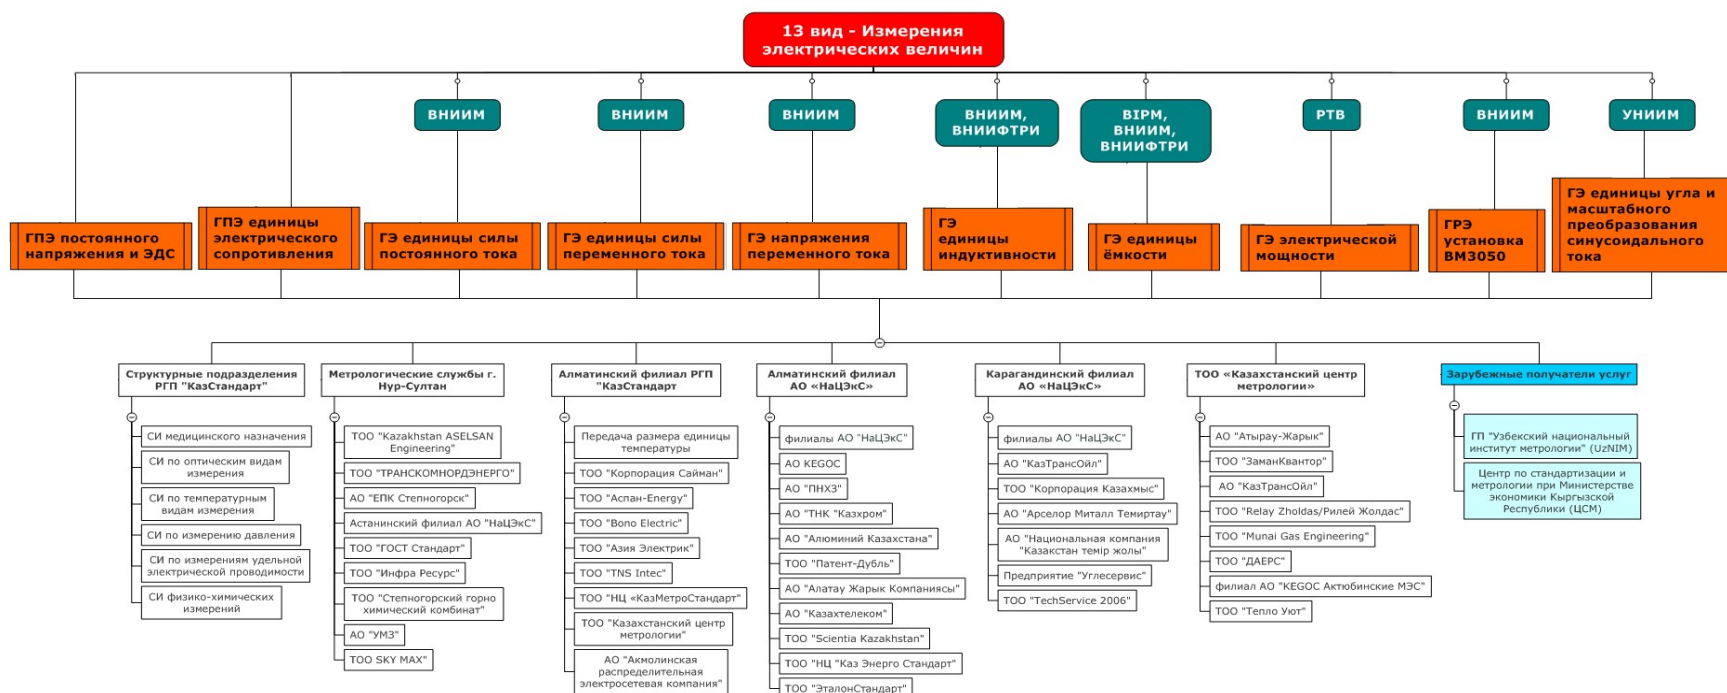 13 вид - Измерения
электрических величин
ВНИИМ
ВНИИМ
ВНИИМ
ВНИИМ,
ВНИИФТРИ
BIPM,
ВНИИМ,
ВНИИФТРИ
PTB
ВНИИМ
УНИИМ
ГПЭ постоянного
напряжения и ЭДС
ГПЭ единицы
электрического
сопротивления
ГЭ единицы силы
постоянного тока
ГЭ единицы силы
переменного тока
ГЭ напряжения
переменного тока
ГЭ
единицы
индуктивности
ГЭ единицы
ёмкости
ГЭ электрической
мощности
ГРЭ
установка
ВМ3050
ГЭ единицы угла и
масштабного
преобразования
синусоидального
тока
Структурные подразделения
РГП "КазСтандарт"
СИ медицинского назначения
СИ по оптическим видам
измерения
СИ по температурным
видам измерения
СИ по измерению давления
СИ по измерениям удельной
электрической проводимости
СИ физико-химических
измерений
Метрологические службы г.
Нур-Султан
ТОО "Kazakhstan ASELSAN
Engineering"
ТОО "ТРАНСКОМНОРДЭНЕРГО"
АО "ЕПК Степногорск"
Астанинский филиал АО "НаЦЭкС"
ТОО "ГОСТ Стандарт"
ТОО "Инфра Ресурс"
ТОО "Степногорский горно
химический комбинат"
АО "УМЗ"
ТОО SKY MAX"
Алматинский филиал РГП
"КазСтандарт
Передача размера единицы
температуры
ТОО "Корпорация Сайман"
ТОО "Аспан-Energy"
ТОО "Bono Electric"
ТОО "Азия Электрик"
ТОО "TNS Intec"
ТОО "НЦ «КазМетроСтандарт"
ТОО "Казахстанский центр
метрологии"
АО "Акмолинская
распределительная
электросетевая компания"
Алматинский филиал
АО «НаЦЭкС»
филиалы АО "НаЦЭкС"
АО KEGOC
АО "ПНХЗ"
АО "ТНК "Казхром"
АО "Алюминий Казахстана"
ТОО "Патент-Дубль"
АО "Алатау Жарык Компаниясы"
АО "Казахтелеком"
ТОО "Scientia Kazakhstan"
ТОО "НЦ "Каз Энерго Стандарт"
ТОО "ЭталонСтандарт"
Карагандинский филиал
АО «НаЦЭкС»
филиалы АО "НаЦЭкС"
АО "КазТрансОйл"
ТОО "Корпорация Казахмыс"
АО "Арселор Миталл Темиртау"
АО "Национальная компания
"Казакстан темір жолы"
Предприятие "Углесервис"
ТОО "TechService 2006"
ТОО «Казахстанский центр
метрологии»
АО "Атырау-Жарык"
ТОО "ЗаманКвантор"
АО "КазТрансОйл"
ТОО "Relay Zholdas/Рилей Жолдас"
ТОО "Munai Gas Engineering"
ТОО "ДАЕРС"
филиал АО "KEGOC Актюбинские МЭС"
ТОО "Тепло Уют"
Зарубежные получатели услуг
ГП "Узбекский национальный
институт метрологии" (UzNIM)
Центр по стандартизации и
метрологии при Министерстве
экономики Кыргызской
Республики (ЦСМ)